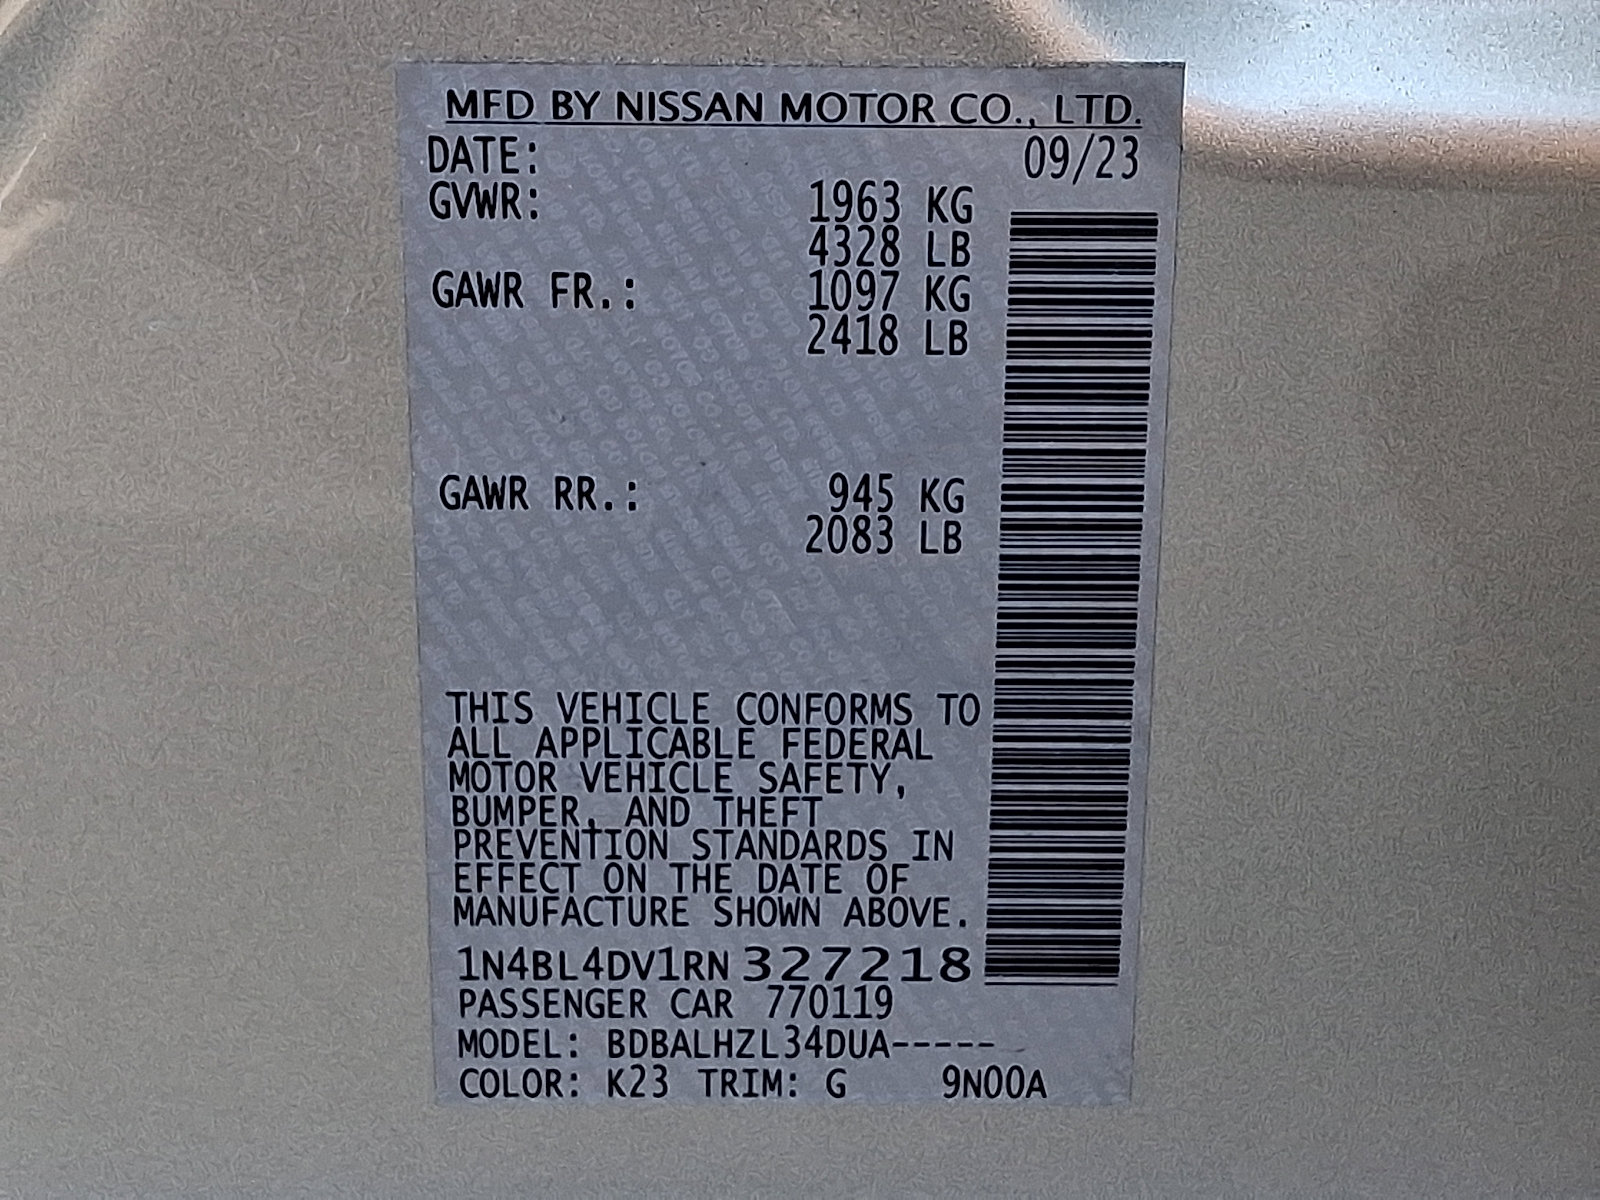 MFD BY NISSAN MOTOR CO., LTD.
DATE: 09/23
GVWR: 1963 KG
4328 LB
GAWR FR.: 1097 KG
2418 LB
GAWR RR.: 945 KG
2083 LB
THIS VEHICLE CONFORMS TO
ALL APPLICABLE FEDERAL
MOTOR VEHICLE SAFETY,
BUMPER, AND THEFT
PREVENTION STANDARDS IN
EFFECT ON THE DATE OF
MANUFACTURE SHOWN ABOVE.
1N4BL4DV1RN327218
PASSENGER CAR 770119
MODEL: BDBALHZL34DUA-----
COLOR: K23 TRIM: G 9N00A